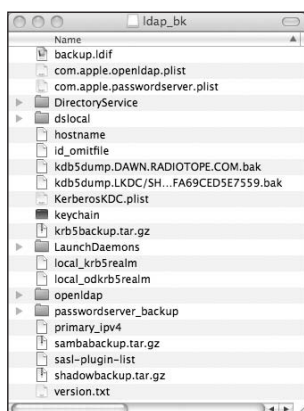 ldap_bk
Name
backup.ldif
com.apple.openldap.plist
com.apple.passwordserver.plist
DirectoryService
dslocal
hostname
id_omitfile
kdb5dump.DAWN.RADIOTOPE.COM.bak
kdb5dump.LKDC/SH...FA69CED5E7559.bak
KerberosKDC.plist
keychain
krb5backup.tar.gz
LaunchDaemons
local_krb5realm
local_odkrb5realm
openldap
passwordserver_backup
primary_ipv4
sambabackup.tar.gz
sasl-plugin-list
shadowbackup.tar.gz
version.txt